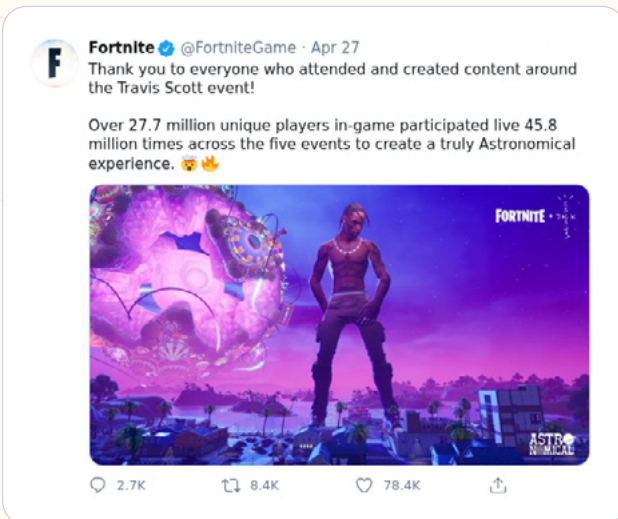 Fortnite @FortniteGame · Apr 27
Thank you to everyone who attended and created content around
the Travis Scott event!
Over 27.7 million unique players in-game participated live 45.8
million times across the five events to create a truly Astronomical
experience. 🤯🔥
FORTNITE
ASTRO
NOMICAL
2.7K 8.4K 78.4K